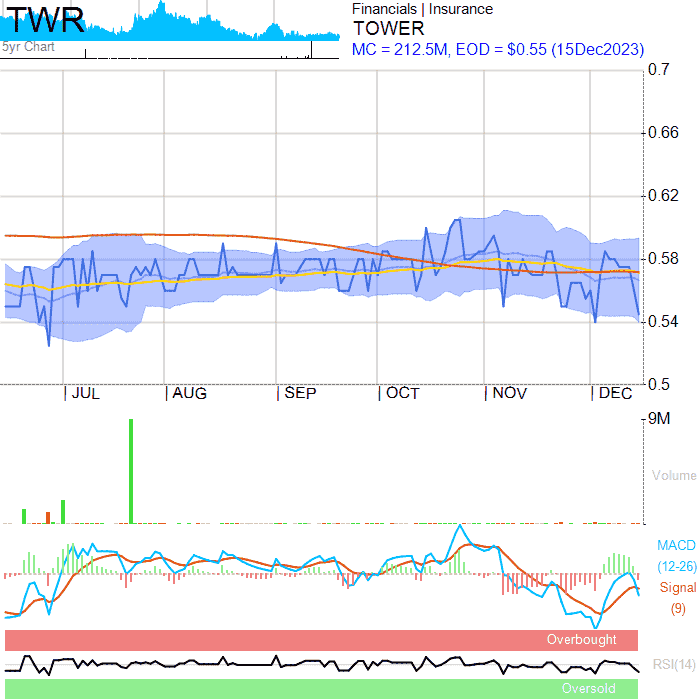 TWR
5yr Chart
Financials | Insurance
TOWER
MC = 212.5M, EOD = $0.55 (15Dec2023)
0.7
0.66
0.62
0.58
0.54
0.5
| JUL | AUG | SEP | OCT | NOV | DEC
9M
Volume
MACD
(12-26)
Signal
(9)
Overbought
RSI(14)
Oversold